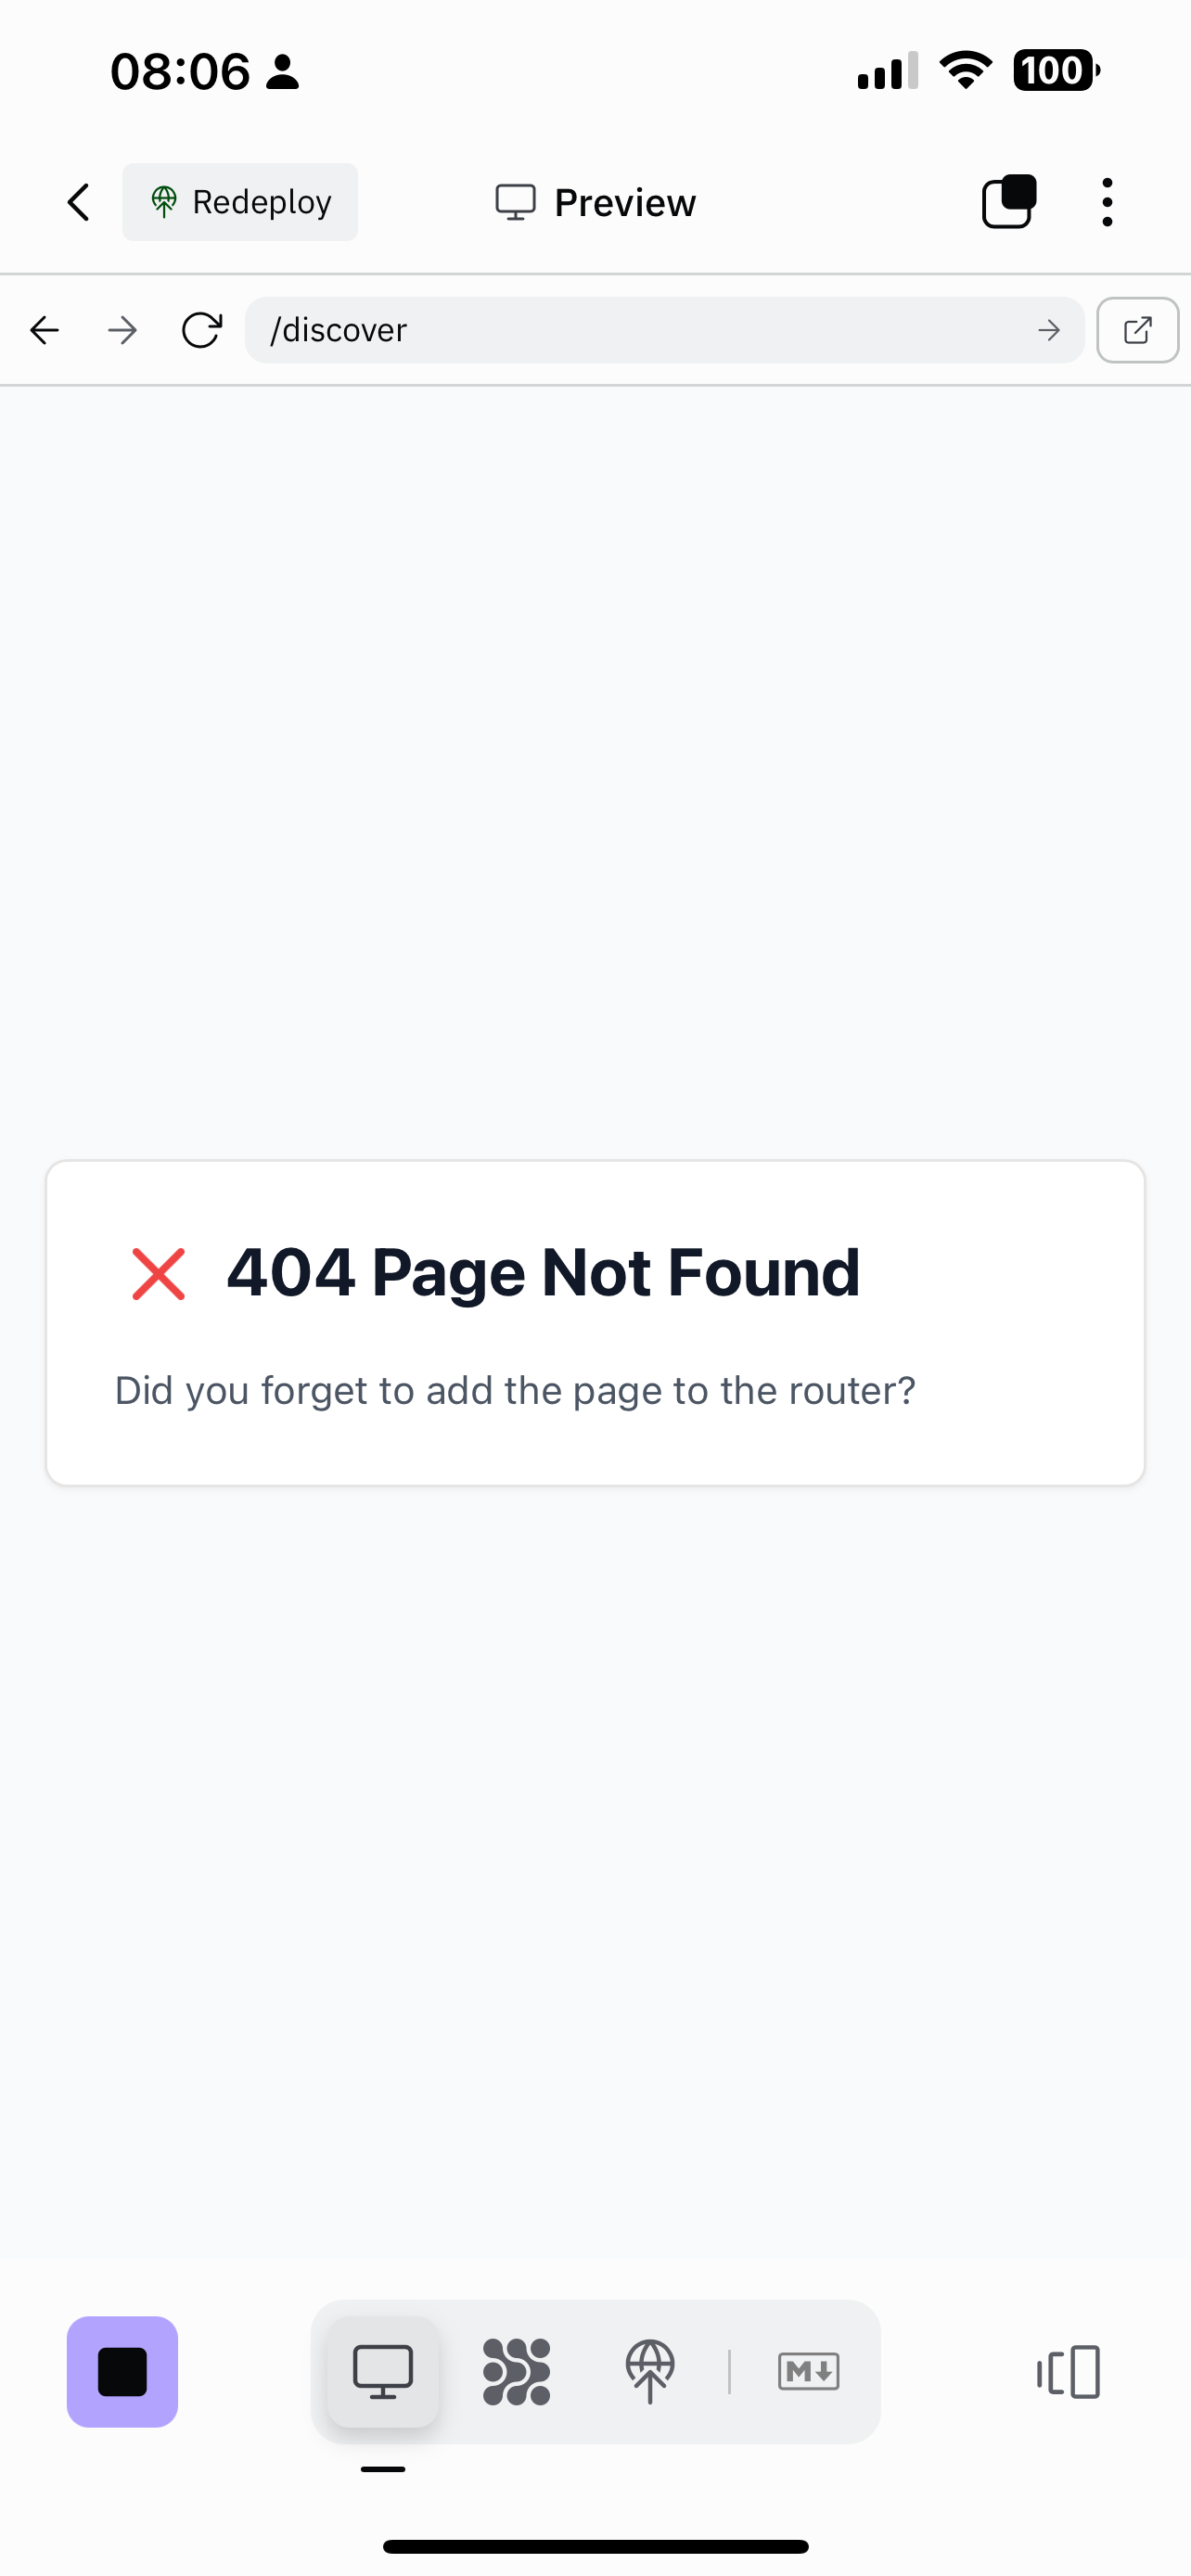 08:06
100
Redeploy
Preview
/discover
404 Page Not Found
Did you forget to add the page to the router?
M